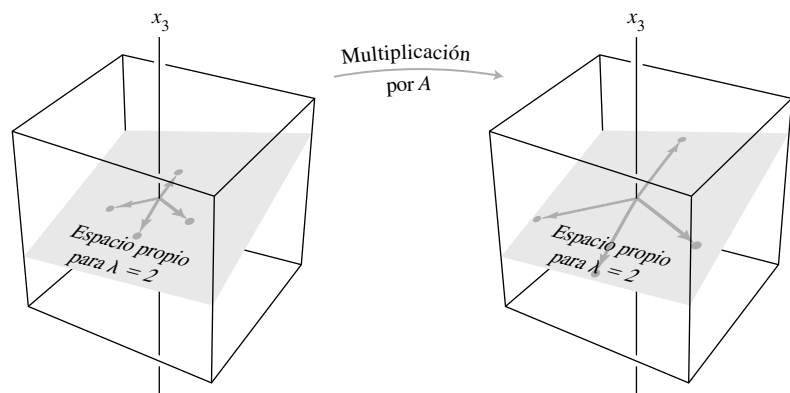 x₃
Multiplicación
por A
x₃
Espacio propio
para λ = 2
Espacio propio
para λ = 2